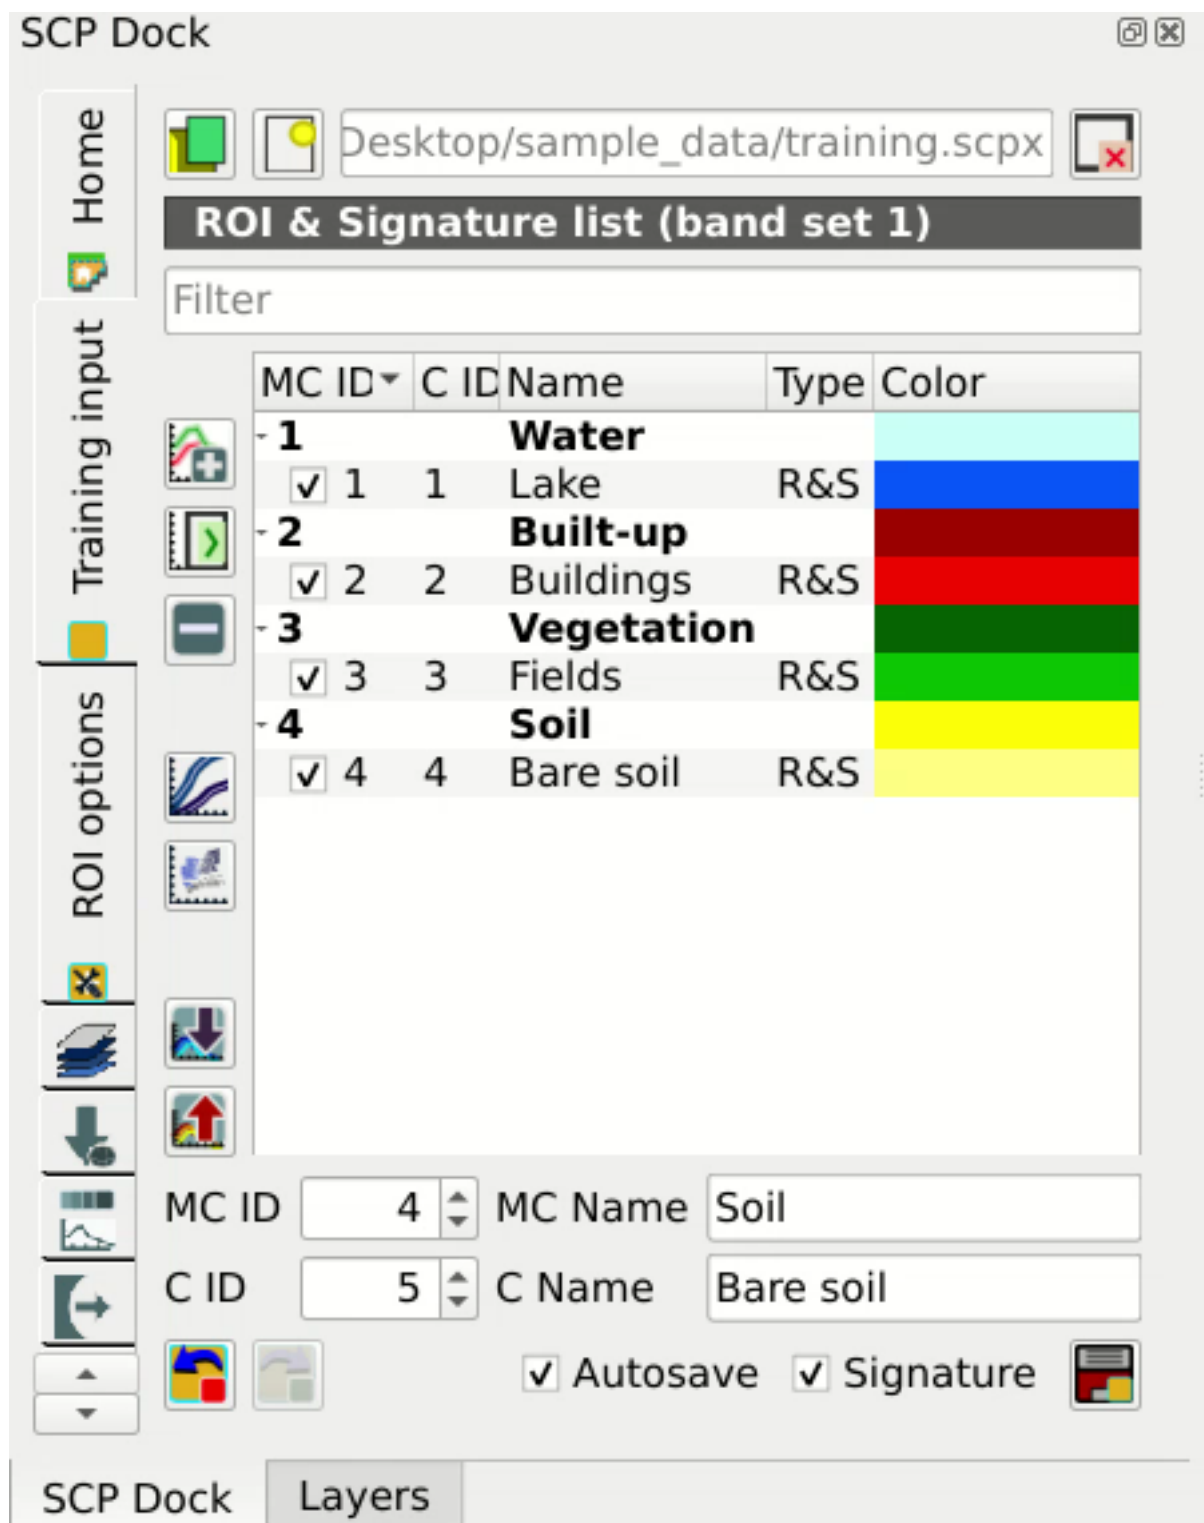 SCP Dock
Home
Training input
ROI options
Desktop/sample_data/training.scpx
ROI & Signature list (band set 1)
Filter
MC ID C ID Name Type Color
1 Water
1 1 Lake R&S
2 Built-up
2 2 Buildings R&S
3 Vegetation
3 3 Fields R&S
4 Soil
4 4 Bare soil R&S
MC ID 4 MC Name Soil
C ID 5 C Name Bare soil
Autosave Signature
SCP Dock Layers